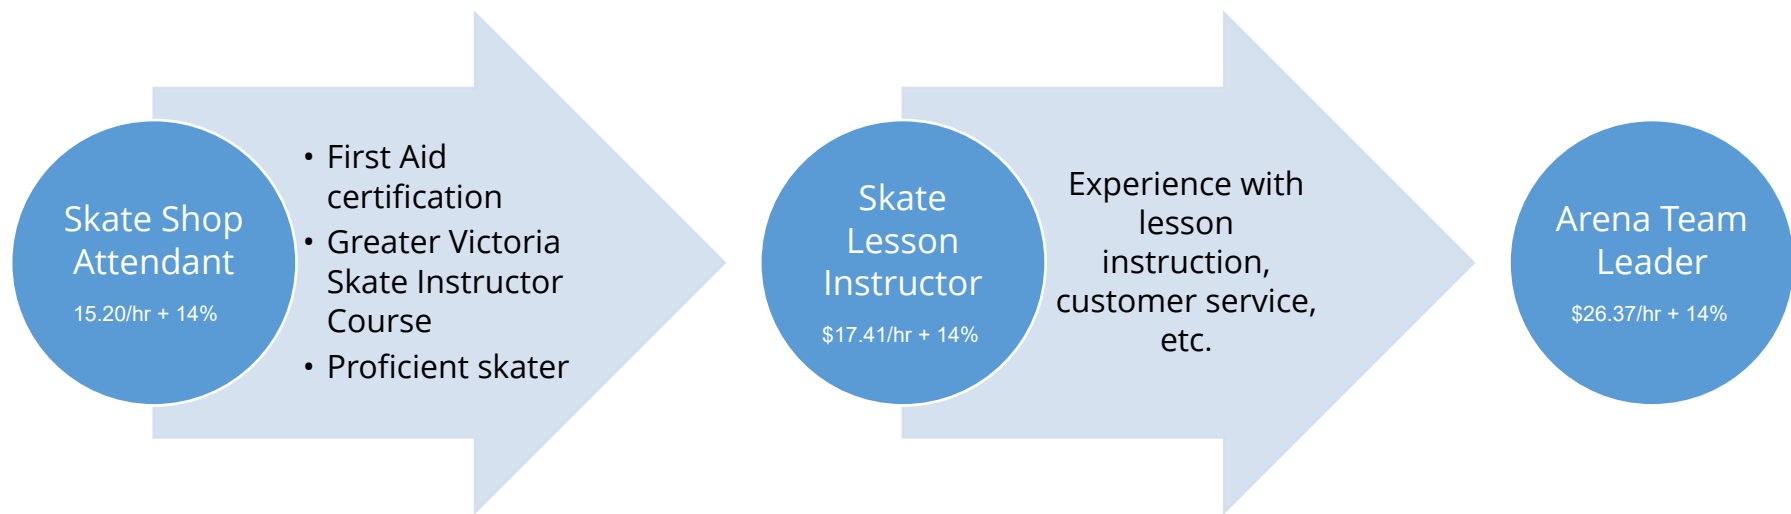 Skate Shop
Attendant
15.20/hr + 14%
• First Aid
certification
• Greater Victoria
Skate Instructor
Course
• Proficient skater
Skate
Lesson
Instructor
$17.41/hr + 14%
Experience with
lesson
instruction,
customer service,
etc.
Arena Team
Leader
$26.37/hr + 14%